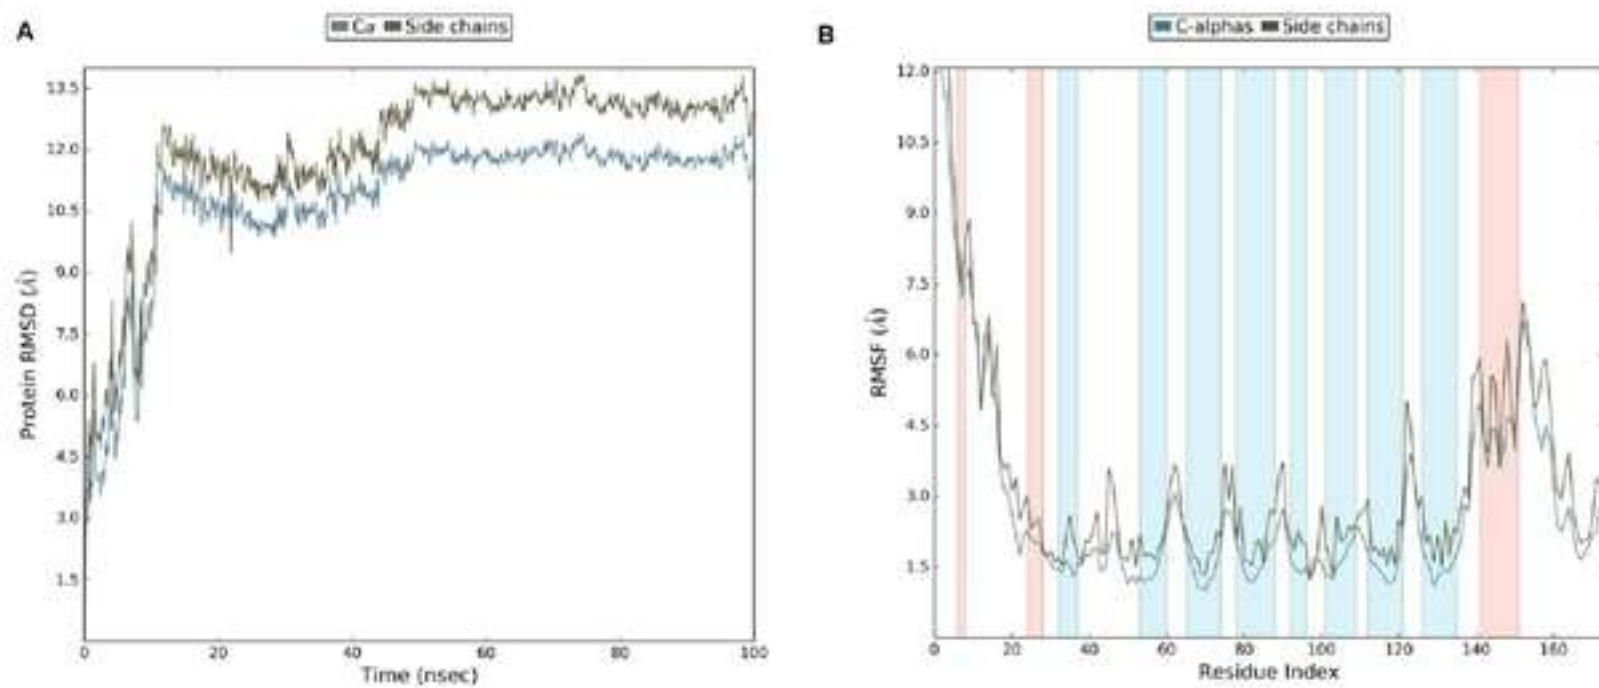 A
Cα Side chains
13.5
12.0
10.5
9.0
7.5
6.0
4.5
3.0
1.5
Protein RMSD (Å)
0 20 40 60 80 100
Time (nsec)
B
C-alphas Side chains
12.0
10.5
9.0
7.5
6.0
4.5
3.0
1.5
RMSF (Å)
0 20 40 60 80 100 120 140 160
Residue Index